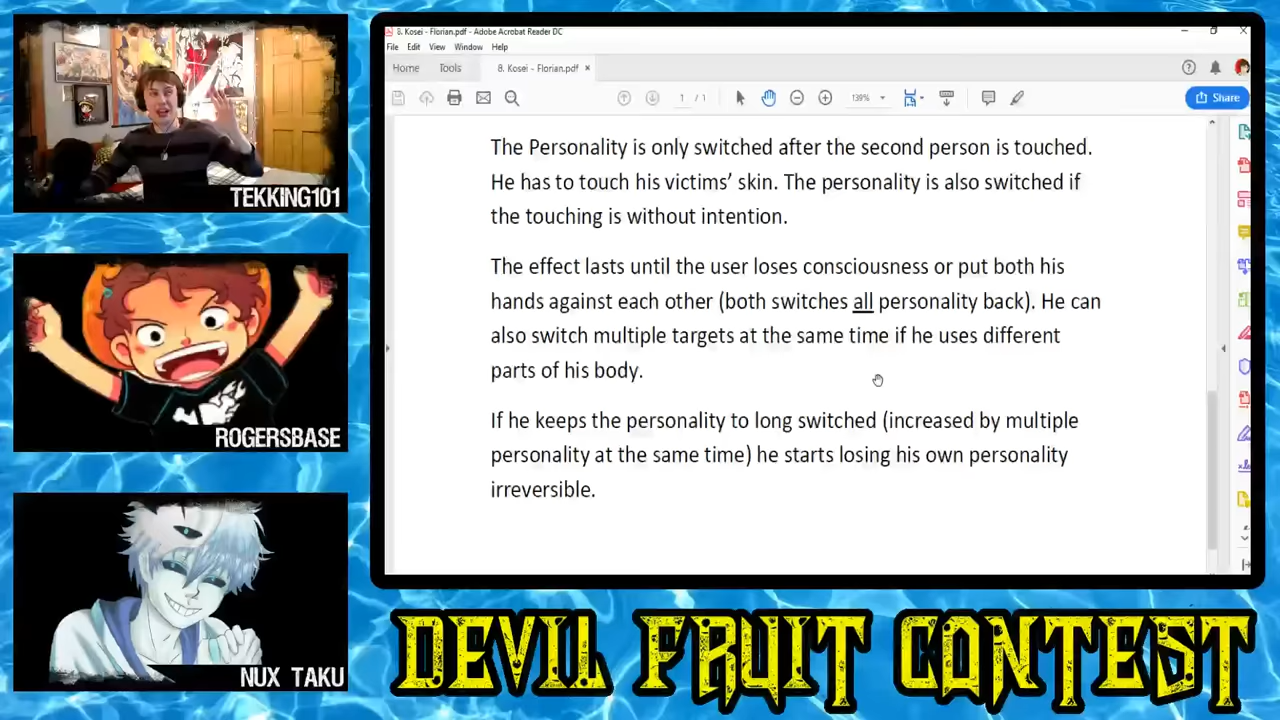 TEKKING101
ROGERSBASE
NUX TAKU
8. Kosei - Florian.pdf - Adobe Acrobat Reader DC
File Edit View Window Help
Home Tools 8. Kosei - Florian.pdf ×
1 / 1 139% Share
The Personality is only switched after the second person is touched.
He has to touch his victims’ skin. The personality is also switched if
the touching is without intention.
The effect lasts until the user loses consciousness or put both his
hands against each other (both switches all personality back). He can
also switch multiple targets at the same time if he uses different
parts of his body.
If he keeps the personality to long switched (increased by multiple
personality at the same time) he starts losing his own personality
irreversible.
DEVIL FRUIT CONTEST